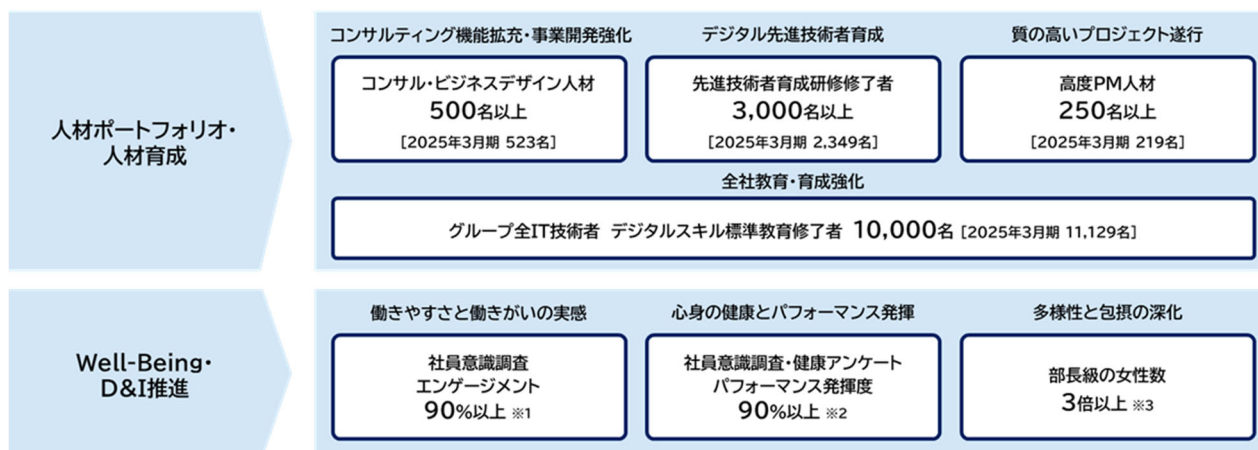 人材ポートフォリオ・
人材育成
コンサルティング機能拡充・事業開発強化
コンサル・ビジネスデザイン人材
500名以上
[2025年3月期 523名]
デジタル先進技術者育成
先進技術者育成研修修了者
3,000名以上
[2025年3月期 2,349名]
質の高いプロジェクト遂行
高度PM人材
250名以上
[2025年3月期 219名]
全社教育・育成強化
グループ全IT技術者 デジタルスキル標準教育修了者 10,000名 [2025年3月期 11,129名]
Well-Being・
D&I推進
働きやすさと働きがいの実感
社員意識調査
エンゲージメント
90%以上 ※1
心身の健康とパフォーマンス発揮
社員意識調査・健康アンケート
パフォーマンス発揮度
90%以上 ※2
多様性と包摂の深化
部長級の女性数
3倍以上 ※3